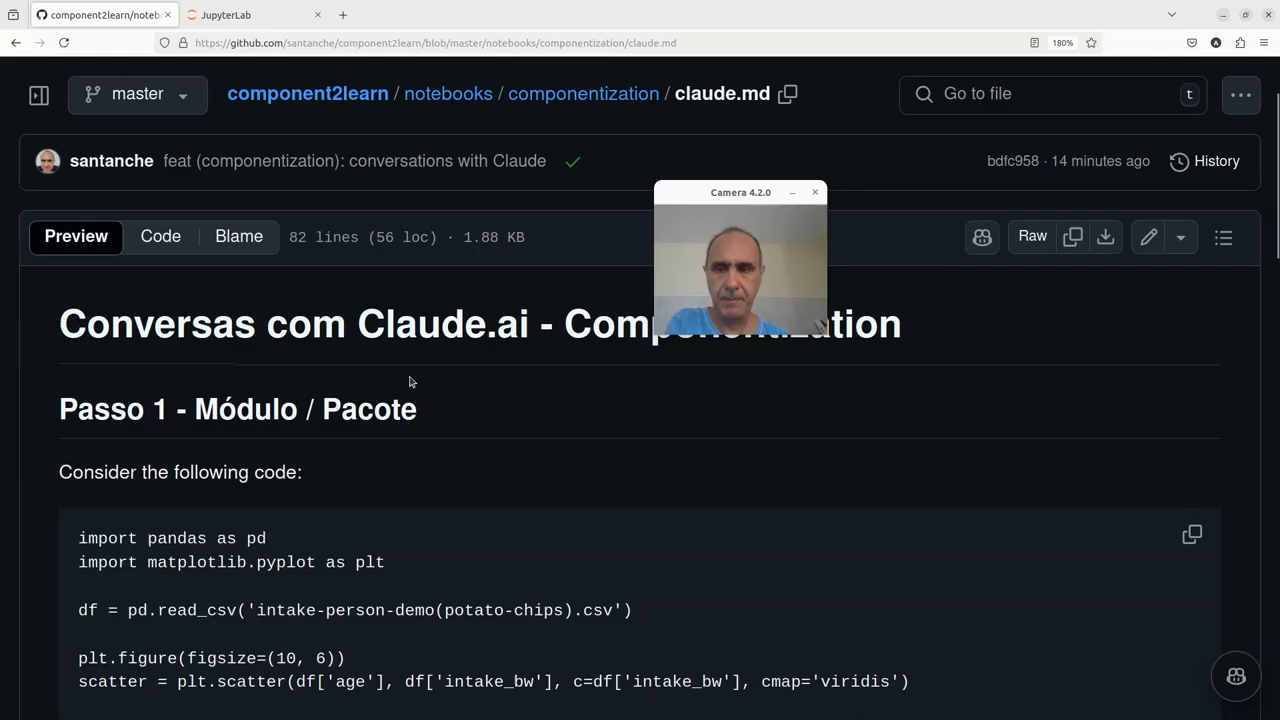 component2learn/noteb
JupyterLab
https://github.com/santanche/component2learn/blob/master/notebooks/componentization/claude.md
180%
master
component2learn / notebooks / componentization / claude.md
Go to file
t
santanche feat (componentization): conversations with Claude
bdfc958 · 14 minutes ago
History
Camera 4.2.0
Preview Code Blame 82 lines (56 loc) · 1.88 KB
Raw
Conversas com Claude.ai - Componentization
Passo 1 - Módulo / Pacote
Consider the following code:
import pandas as pd
import matplotlib.pyplot as plt
df = pd.read_csv('intake-person-demo(potato-chips).csv')
plt.figure(figsize=(10, 6))
scatter = plt.scatter(df['age'], df['intake_bw'], c=df['intake_bw'], cmap='viridis')